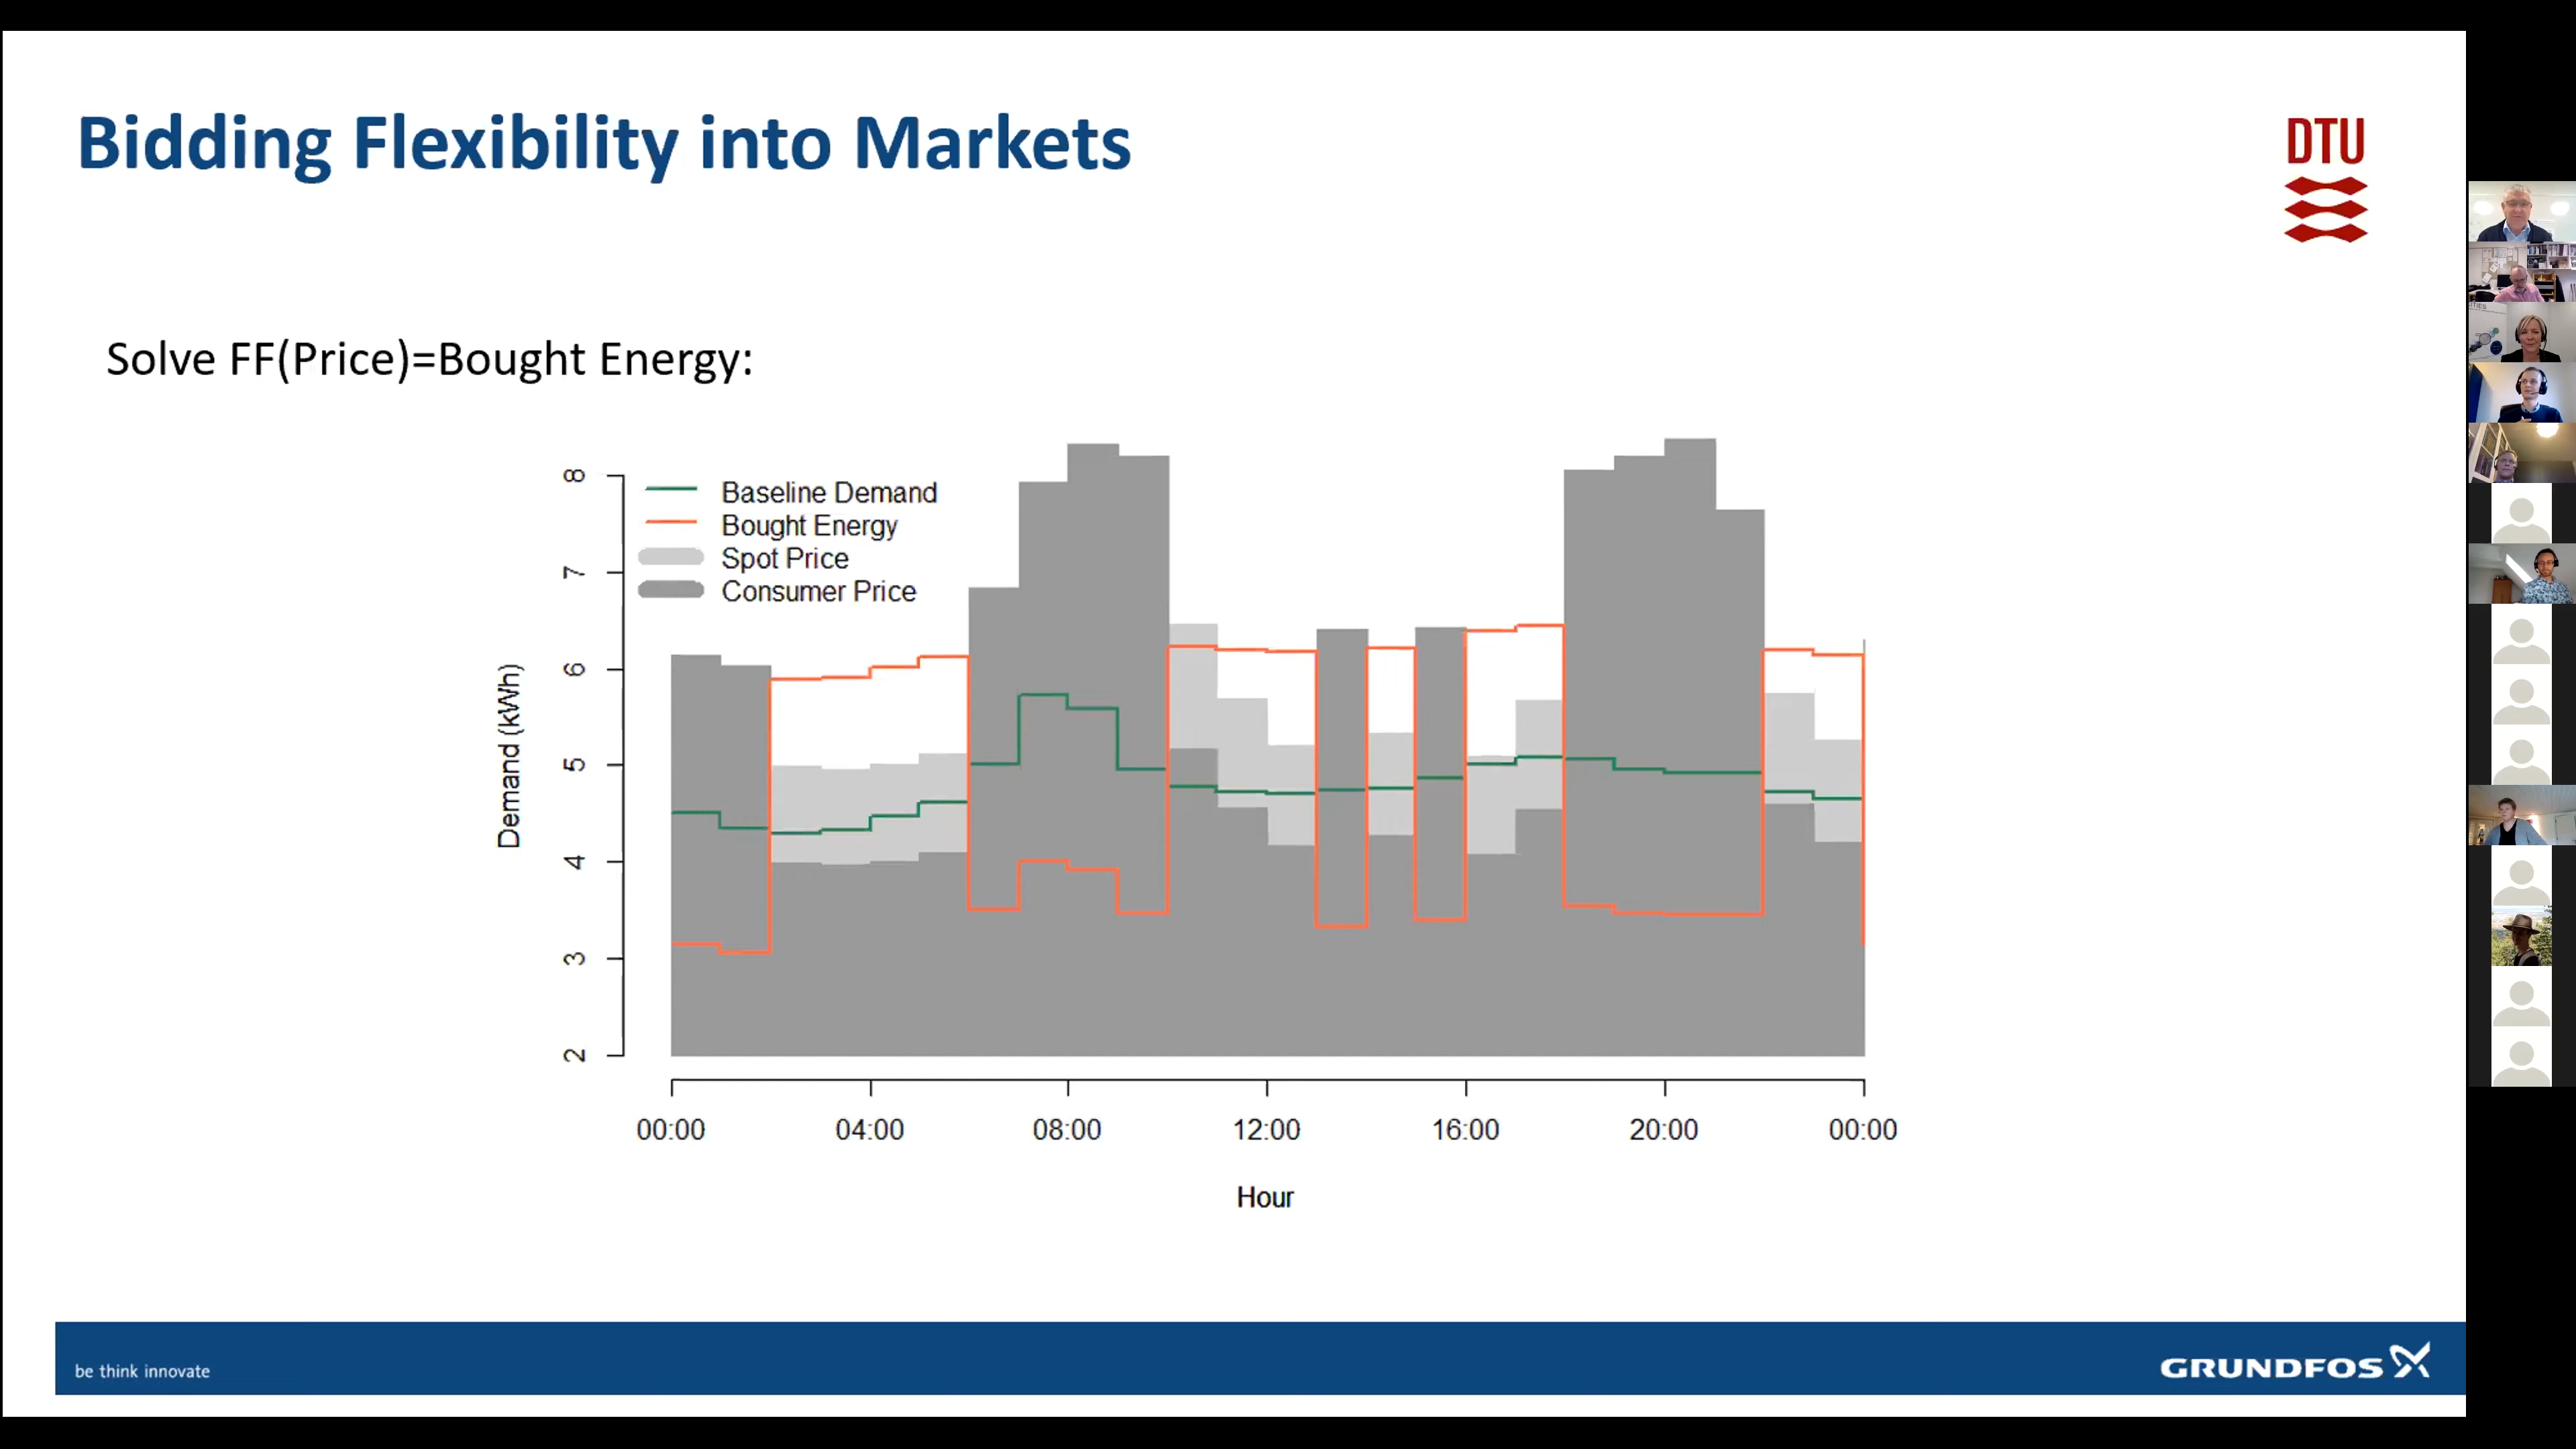 Bidding Flexibility into Markets
DTU
Solve FF(Price)=Bought Energy:
Baseline Demand
Bought Energy
Spot Price
Consumer Price
Demand (kWh)
8
7
6
5
4
3
2
00:00 04:00 08:00 12:00 16:00 20:00 00:00
Hour
be think innovate
GRUNDFOS